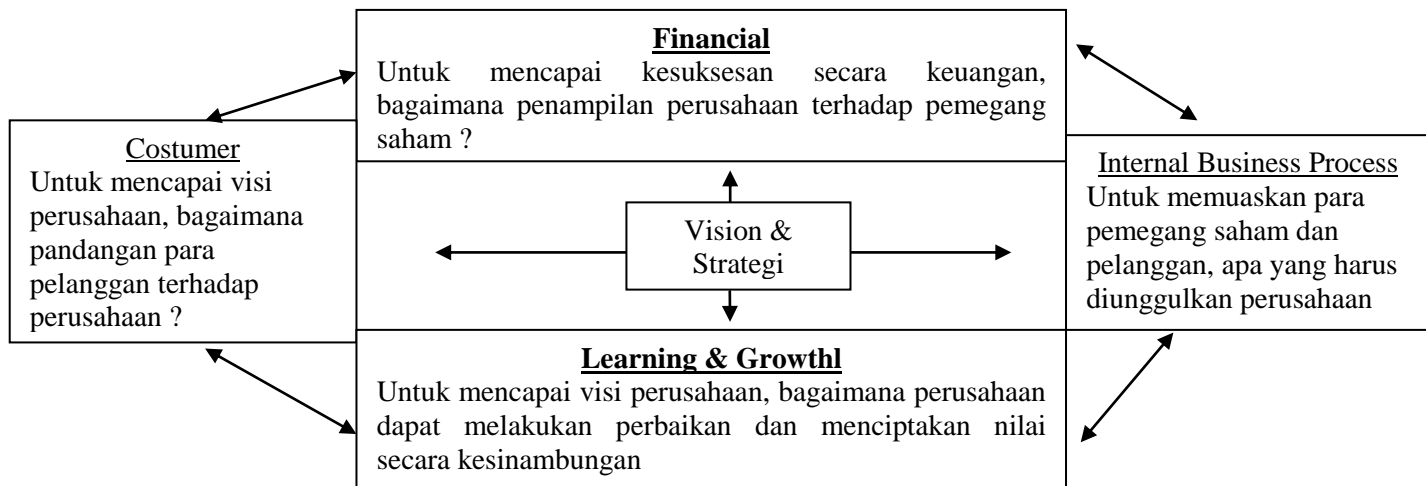 Financial
Untuk mencapai kesuksesan secara keuangan,
bagaimana penampilan perusahaan terhadap pemegang
saham ?
Costumer
Untuk mencapai visi
perusahaan, bagaimana
pandangan para
pelanggan terhadap
perusahaan ?
Vision &
Strategi
Internal Business Process
Untuk memuaskan para
pemegang saham dan
pelanggan, apa yang harus
diunggulkan perusahaan
Learning & Growthl
Untuk mencapai visi perusahaan, bagaimana perusahaan
dapat melakukan perbaikan dan menciptakan nilai
secara kesinambungan